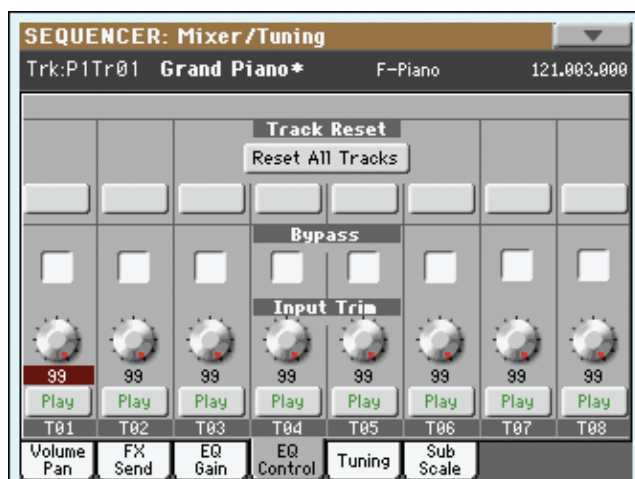 SEQUENCER: Mixer/Tuning
Trk:P1Tr01 Grand Piano* F-Piano 121.003.000
Track Reset
Reset All Tracks
Bypass
Input Trim
99 99 99 99 99 99 99 99
Play Play Play Play Play Play Play Play
T01 T02 T03 T04 T05 T06 T07 T08
Volume Pan FX Send EQ Gain EQ Control Tuning Sub Scale